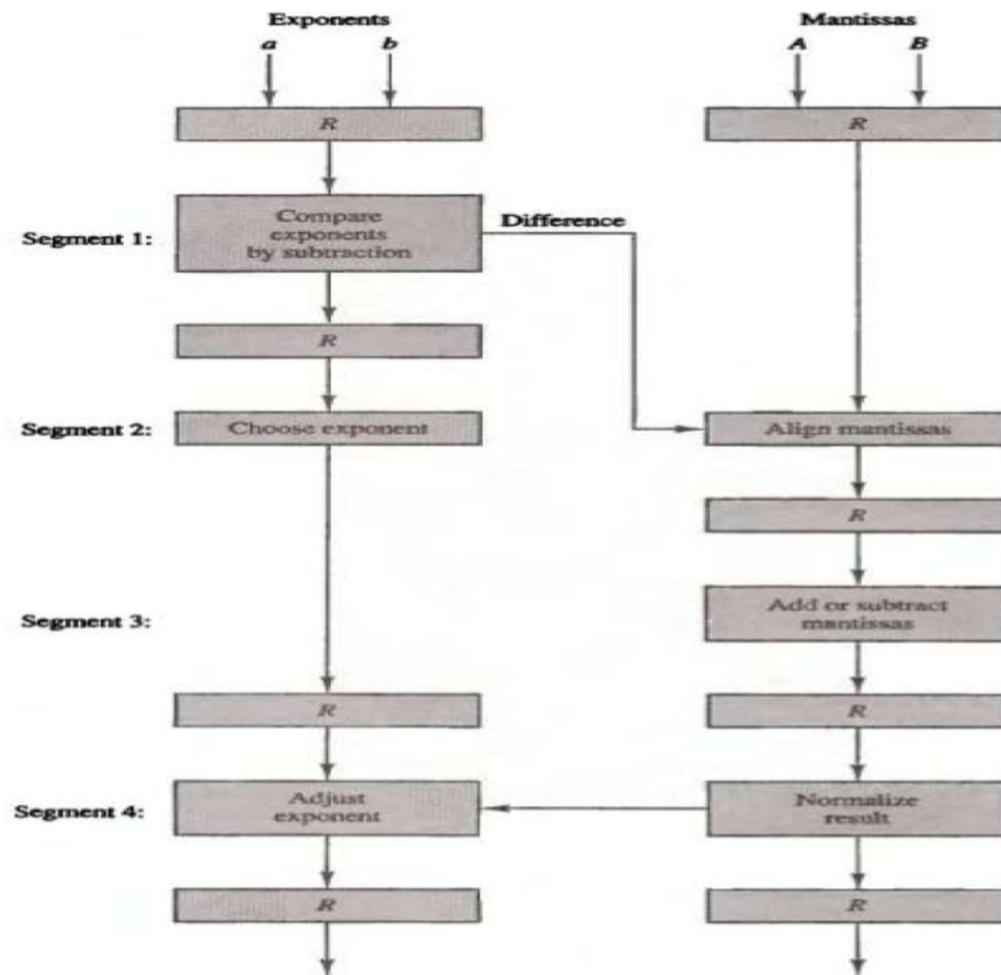 Exponents
a b
Mantissas
A B
R
R
Segment 1:
Compare
exponents
by subtraction
Difference
R
Segment 2:
Choose exponent
Align mantissas
R
Segment 3:
Add or subtract
mantissas
R
R
Segment 4:
Adjust
exponent
Normalize
result
R
R